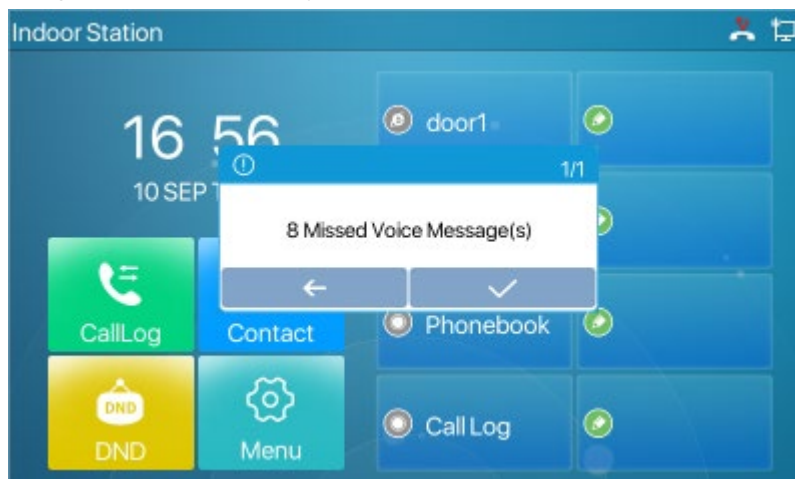 Indoor Station
16 56
10 SEP
1/1
8 Missed Voice Message(s)
door1
CallLog
Contact
DND
DND
Menu
Phonebook
Call Log